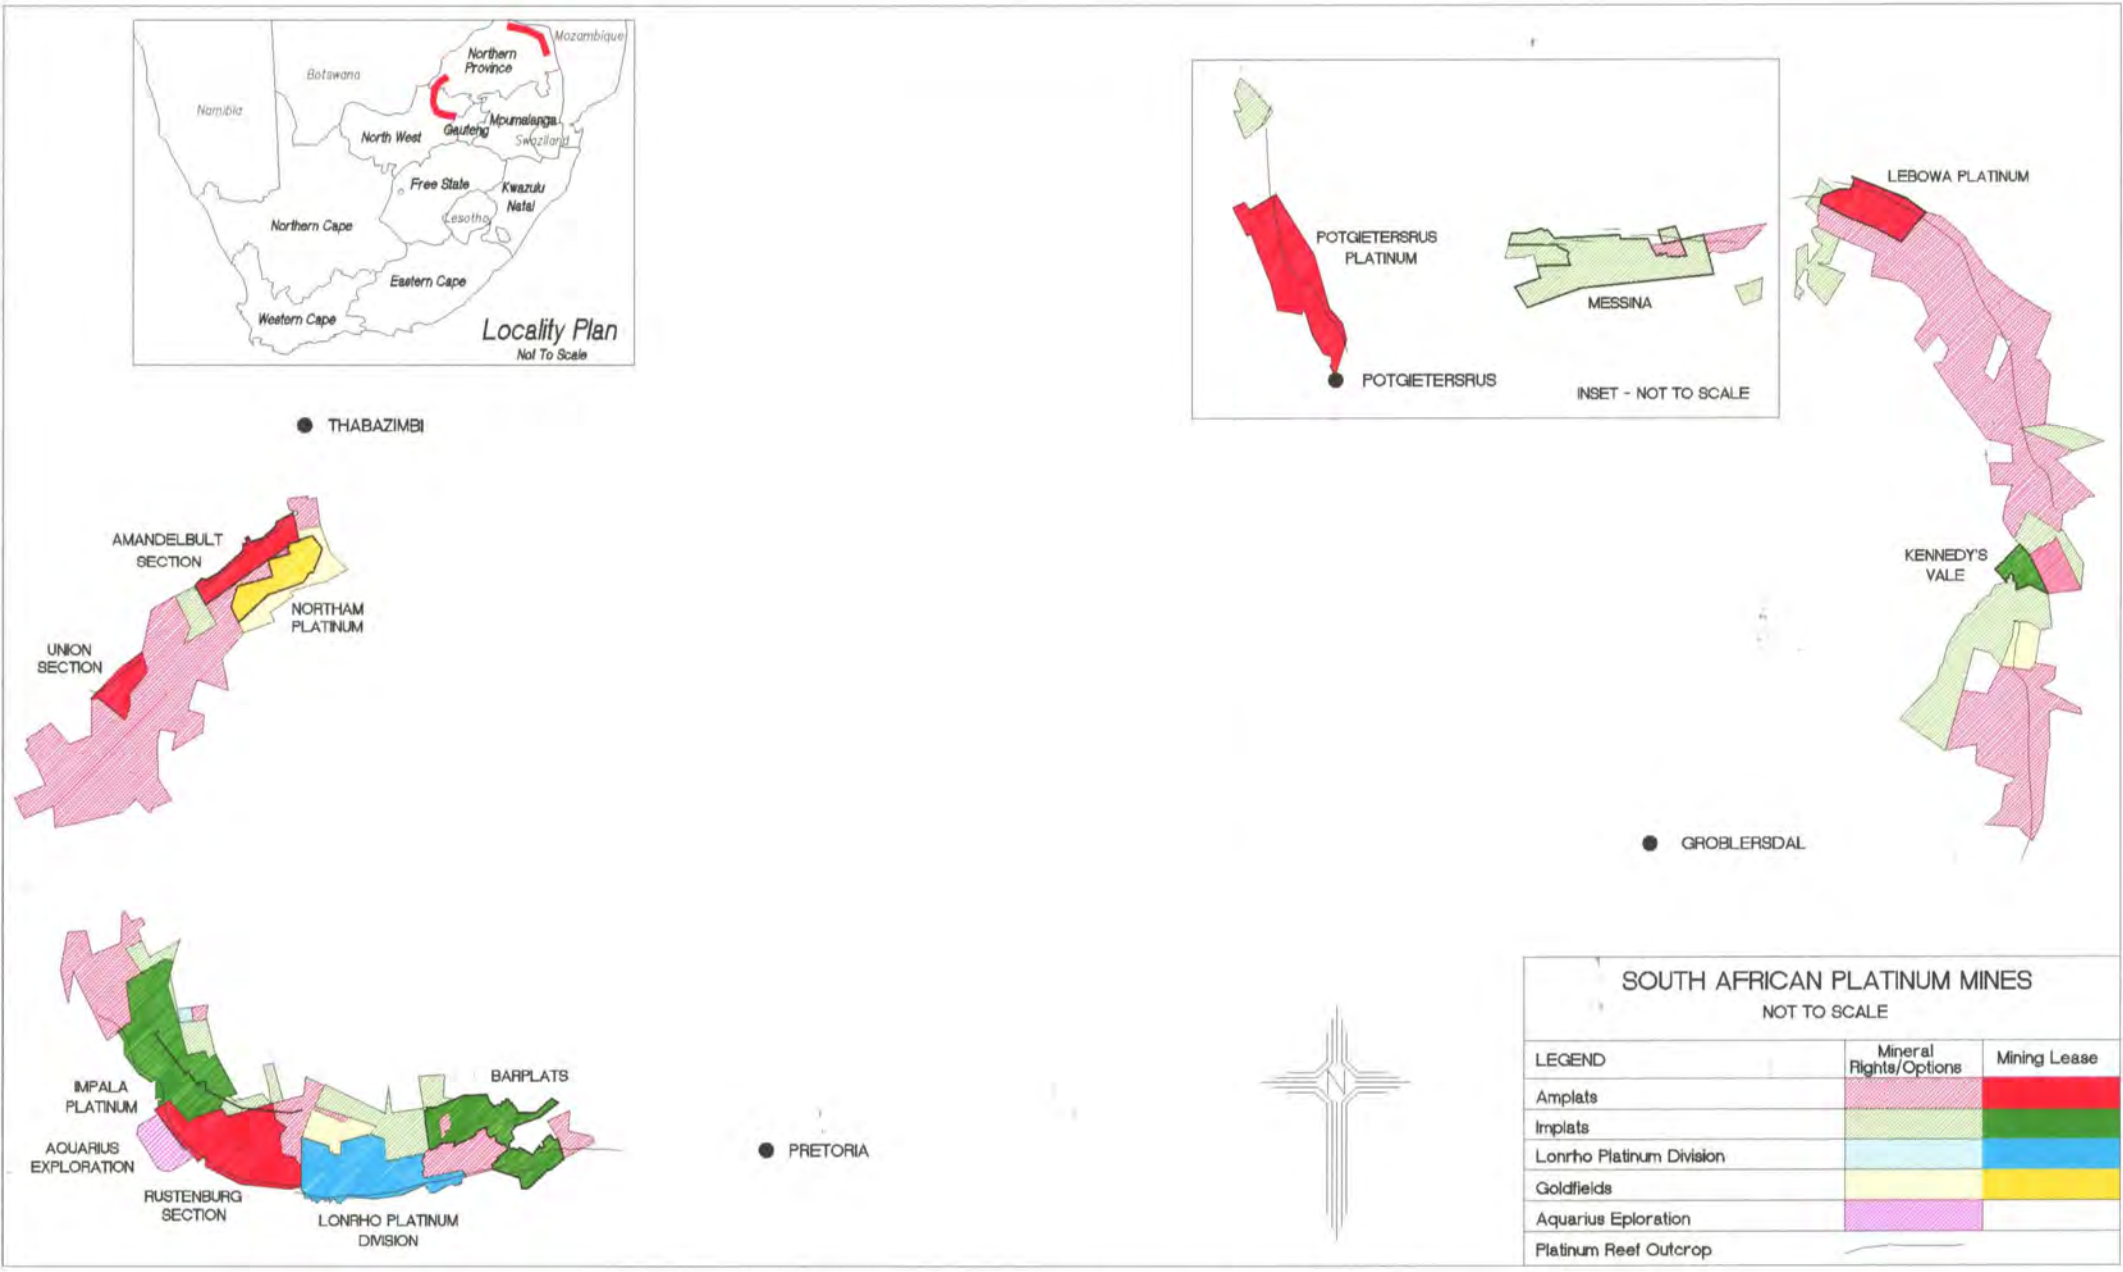 Namibia
Botswana
Northern
Province
Mozambique
North West
Gauteng
Mpumalanga
Swaziland
Free State
Kwazulu
Natal
Lesotho
Northern Cape
Eastern Cape
Western Cape
Locality Plan
Not To Scale
POTGIETERSRUS
PLATINUM
MESSINA
POTGIETERSRUS
INSET - NOT TO SCALE
LEBOWA PLATINUM
THABAZIMBI
AMANDELBULT
SECTION
NORTHAM
PLATINUM
UNION
SECTION
KENNEDY'S
VALE
GROBLERSDAL
IMPALA
PLATINUM
BARPLATS
AQUARIUS
EXPLORATION
RUSTENBURG
SECTION
LONRHO PLATINUM
DIVISION
PRETORIA
N
SOUTH AFRICAN PLATINUM MINES
NOT TO SCALE
LEGEND
Mineral
Rights/Options
Mining Lease
Amplats
Implats
Lonrho Platinum Division
Goldfields
Aquarius Eploration
Platinum Reef Outcrop